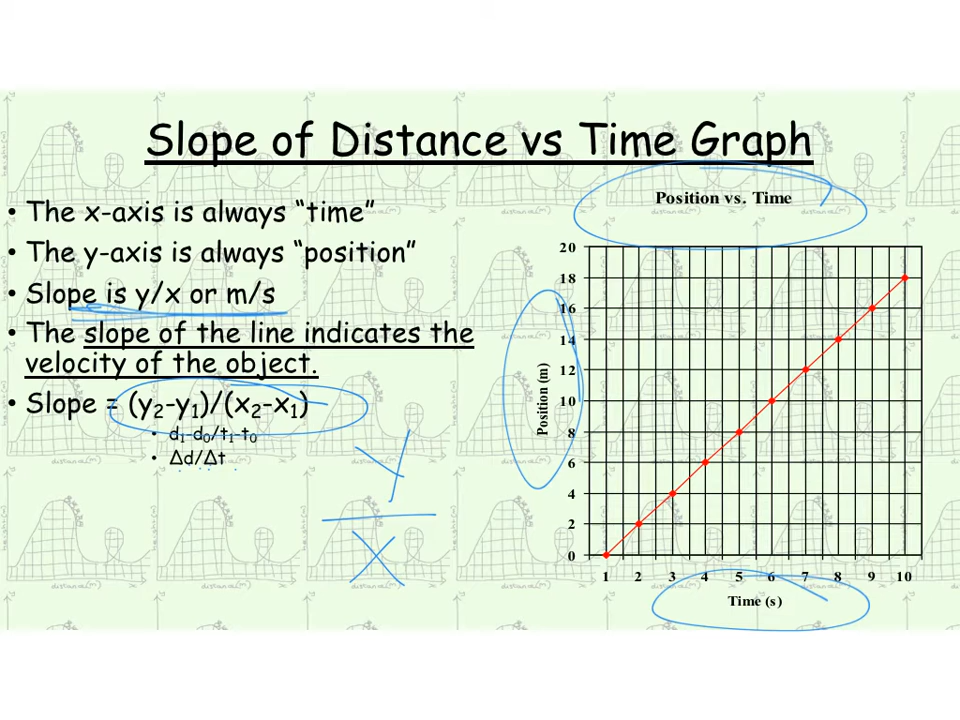 Slope of Distance vs Time Graph
• The x-axis is always “time”
• The y-axis is always “position”
• Slope is y/x or m/s
• The slope of the line indicates the
velocity of the object.
• Slope = (y₂-y₁)/(x₂-x₁)
• d₁-d₀/t₁-t₀
• Δd/Δt
Y
X
Position vs. Time
20
18
16
14
12
10
8
6
4
2
0
Position (m)
1 2 3 4 5 6 7 8 9 10
Time (s)